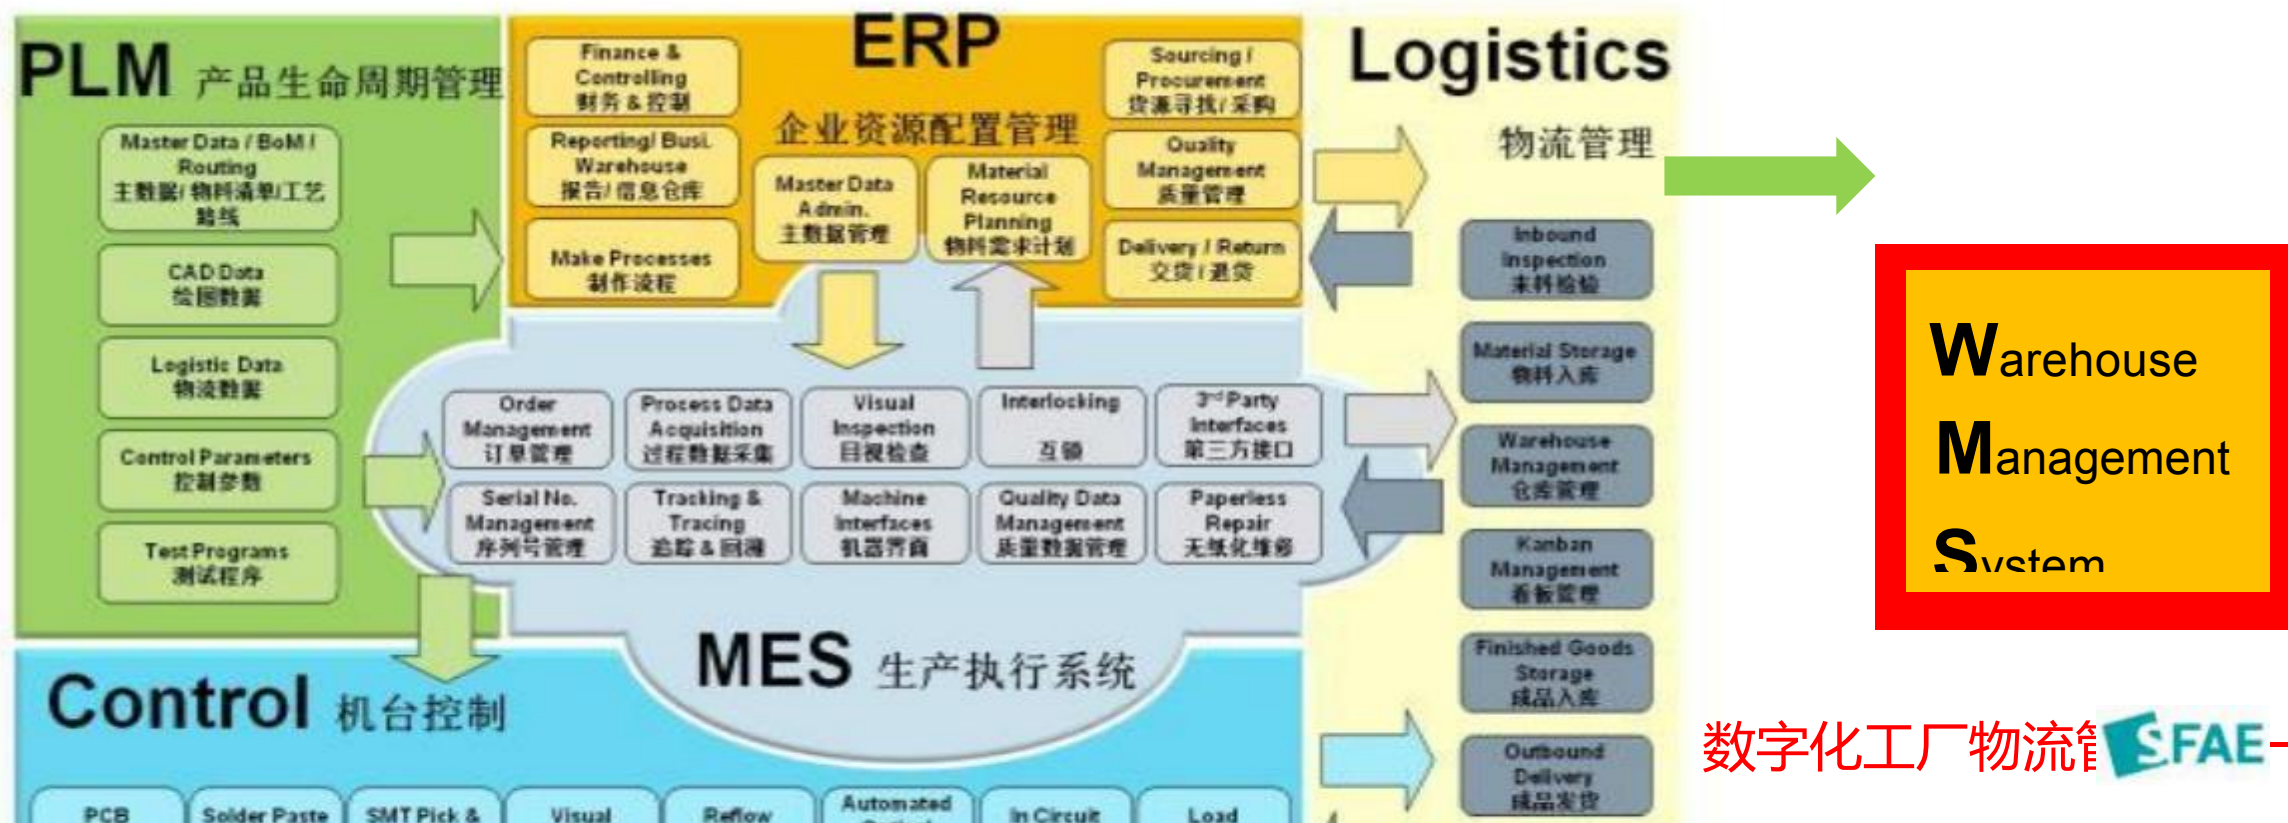 PLM 产品生命周期管理
Master Data / BoM /
Routing
主数据/ 物料清单/工艺
路线
CAD Data
绘图数据
Logistic Data
物流数据
Control Parameters
控制参数
Test Programs
测试程序
ERP
企业资源配置管理
Finance &
Controlling
财务 & 控制
Reporting/ Busi.
Warehouse
报告/ 信息仓库
Make Processes
制作流程
Master Data
Admin.
主数据管理
Material
Resource
Planning
物料需求计划
Sourcing /
Procurement
货源寻找/ 采购
Quality
Management
质量管理
Delivery / Return
交货 / 退货
Order
Management
订单管理
Process Data
Acquisition
过程数据采集
Visual
Inspection
目视检查
Interlocking
互锁
3rd Party
Interfaces
第三方接口
Serial No.
Management
序列号管理
Tracking &
Tracing
追踪 & 回溯
Machine
Interfaces
机器界面
Quality Data
Management
质量数据管理
Paperless
Repair
无纸化维修
MES 生产执行系统
Control 机台控制
PCB
Solder Paste
SMT Pick &
Visual
Reflow
Automated
In Circuit
Load
Logistics
物流管理
Inbound
Inspection
来料检验
Material Storage
物料入库
Warehouse
Management
仓库管理
Kanban
Management
看板管理
Finished Goods
Storage
成品入库
Outbound
Delivery
成品发货
Warehouse
Management
System
数字化工厂物流管
SFAE